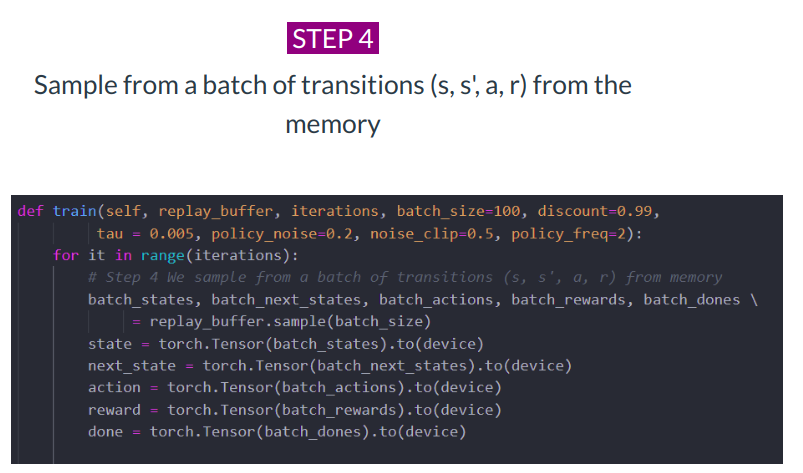 STEP 4
Sample from a batch of transitions (s, s', a, r) from the
memory
def train(self, replay_buffer, iterations, batch_size=100, discount=0.99,
tau = 0.005, policy_noise=0.2, noise_clip=0.5, policy_freq=2):
for it in range(iterations):
# Step 4 We sample from a batch of transitions (s, s', a, r) from memory
batch_states, batch_next_states, batch_actions, batch_rewards, batch_dones \
= replay_buffer.sample(batch_size)
state = torch.Tensor(batch_states).to(device)
next_state = torch.Tensor(batch_next_states).to(device)
action = torch.Tensor(batch_actions).to(device)
reward = torch.Tensor(batch_rewards).to(device)
done = torch.Tensor(batch_dones).to(device)